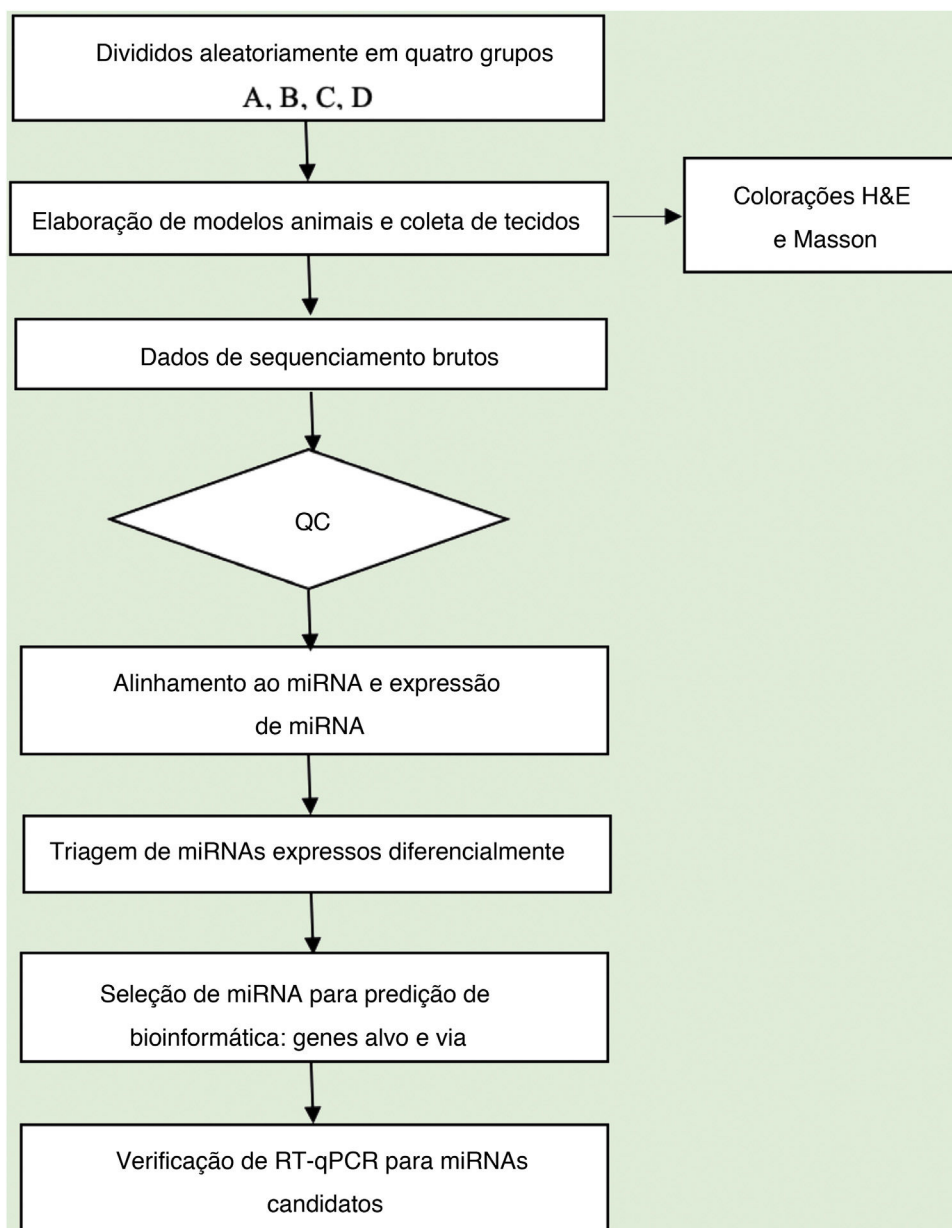 Divididos aleatoriamente em quatro grupos
A, B, C, D
Elaboração de modelos animais e coleta de tecidos
Colorações H&E
e Masson
Dados de sequenciamento brutos
QC
Alinhamento ao miRNA e expressão
de miRNA
Triagem de miRNAs expressos diferencialmente
Seleção de miRNA para predição de
bioinformática: genes alvo e via
Verificação de RT-qPCR para miRNAs
candidatos